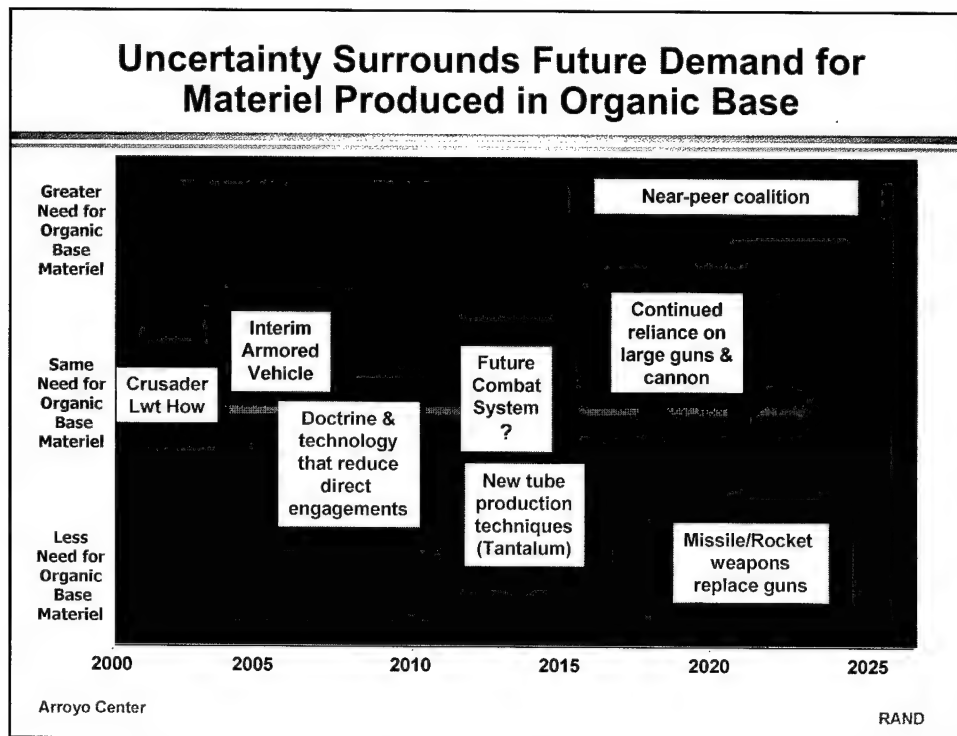 Uncertainty Surrounds Future Demand for
Materiel Produced in Organic Base
Greater
Need for
Organic
Base
Materiel
Near-peer coalition
Same
Need for
Organic
Base
Materiel
Crusader
Lwt How
Interim
Armored
Vehicle
Doctrine &
technology
that reduce
direct
engagements
Future
Combat
System
?
New tube
production
techniques
(Tantalum)
Continued
reliance on
large guns &
cannon
Less
Need for
Organic
Base
Materiel
Missile/Rocket
weapons
replace guns
2000
2005
2010
2015
2020
2025
Arroyo Center
RAND